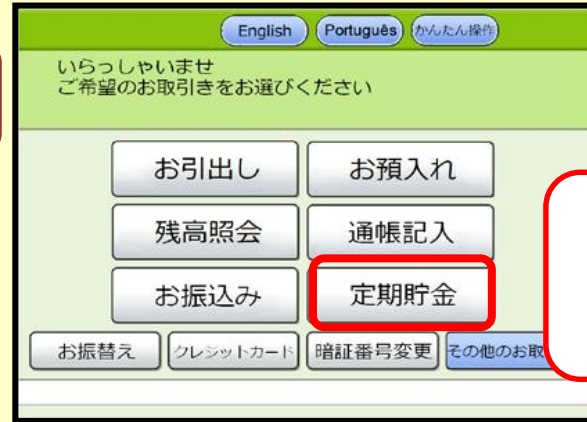 English Português かんたん操作
いらっしゃいませ
ご希望のお取引きをお選びください
お引出し お預入れ
残高照会 通帳記入
お振込み 定期貯金
お振替え クレジットカード 暗証番号変更 その他のお取